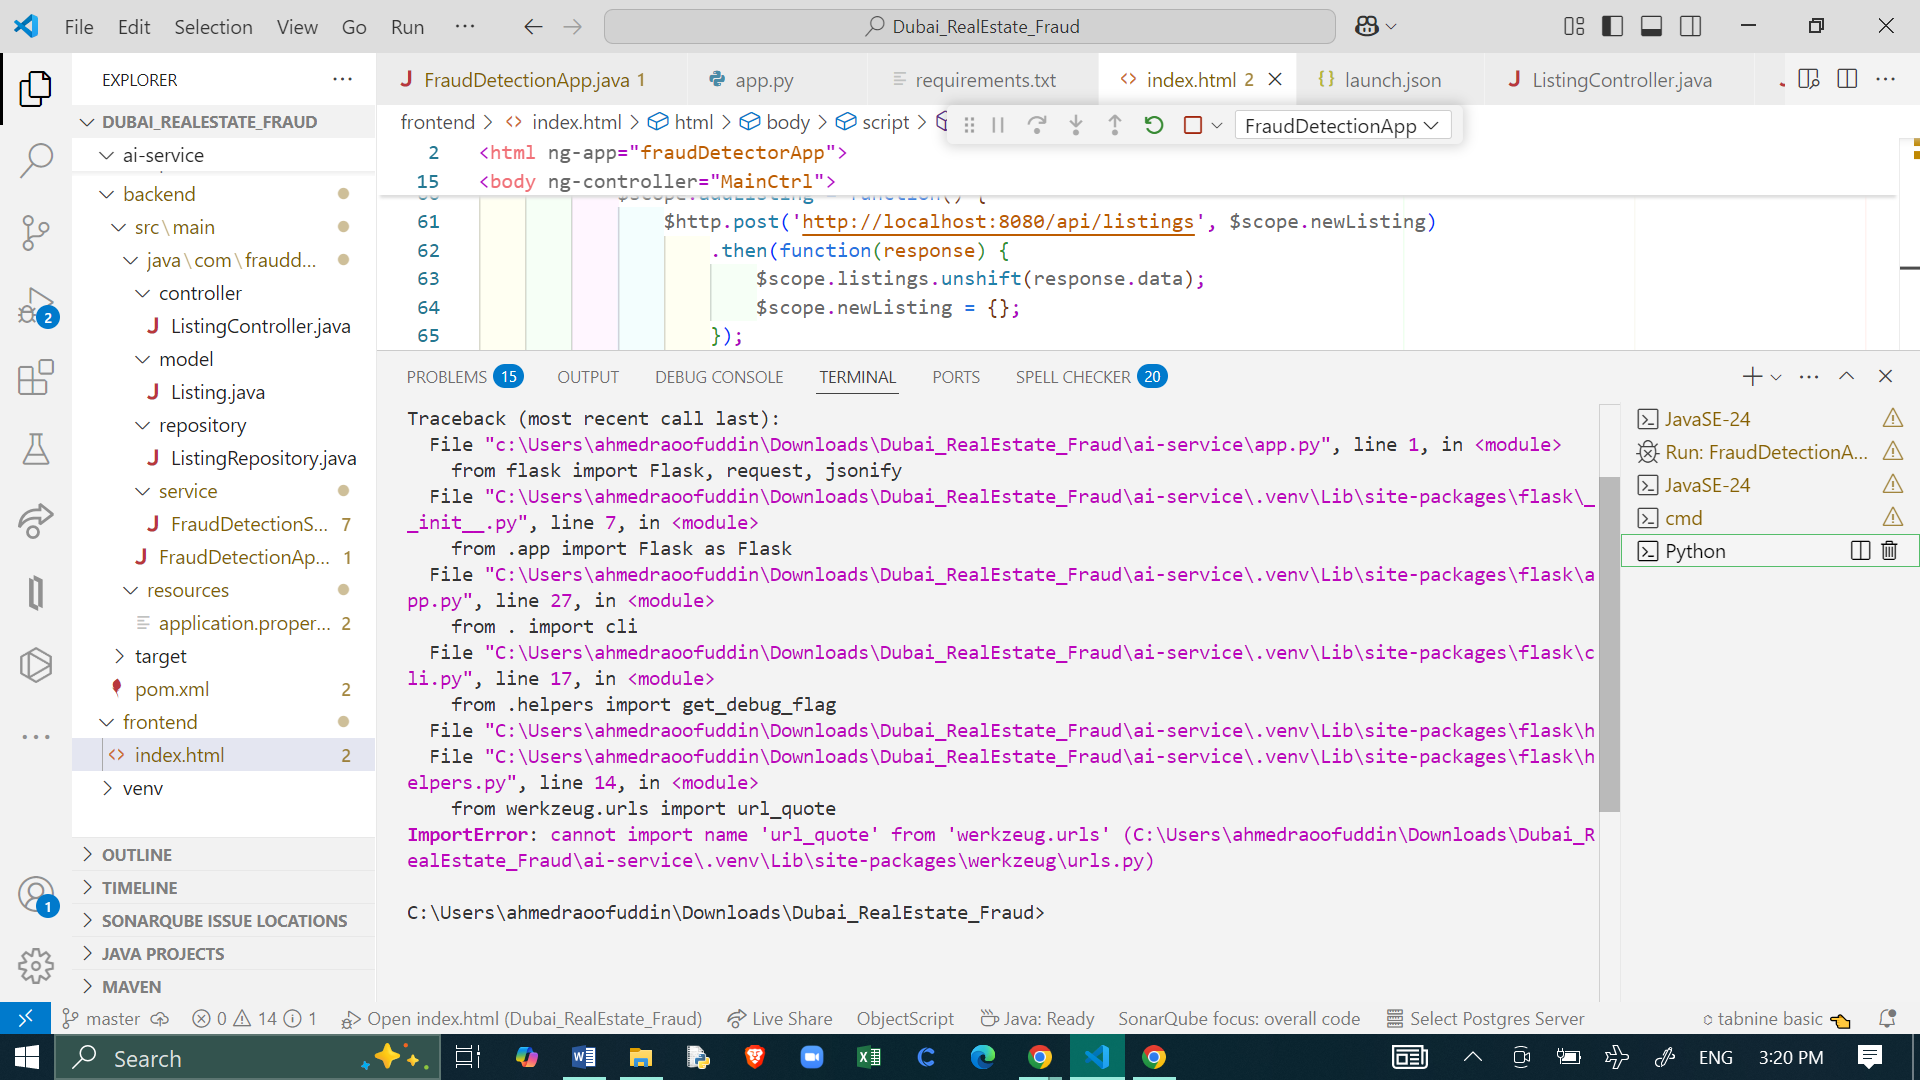 File Edit Selection View Go Run ··· Dubai_RealEstate_Fraud
EXPLORER ···
DUBAI_REALESTATE_FRAUD
ai-service
backend
src\main
java\com\fraudd...
controller
ListingController.java
model
Listing.java
repository
ListingRepository.java
service
FraudDetectionS... 7
FraudDetectionAp... 1
resources
application.proper... 2
target
pom.xml 2
frontend
index.html 2
venv
OUTLINE
TIMELINE
SONARQUBE ISSUE LOCATIONS
JAVA PROJECTS
MAVEN
2
1
FraudDetectionApp.java 1 app.py requirements.txt index.html 2 launch.json ListingController.java
frontend > index.html > html > body > script >
FraudDetectionApp
2 <html ng-app="fraudDetectorApp">
15 <body ng-controller="MainCtrl">
60 $scope.addListing = function() {
61 $http.post('http://localhost:8080/api/listings', $scope.newListing)
62 .then(function(response) {
63 $scope.listings.unshift(response.data);
64 $scope.newListing = {};
65 });
PROBLEMS 15 OUTPUT DEBUG CONSOLE TERMINAL PORTS SPELL CHECKER 20
Traceback (most recent call last):
File "c:\Users\ahmedraoofuddin\Downloads\Dubai_RealEstate_Fraud\ai-service\app.py", line 1, in <module>
from flask import Flask, request, jsonify
File "C:\Users\ahmedraoofuddin\Downloads\Dubai_RealEstate_Fraud\ai-service\.venv\Lib\site-packages\flask\_
_init__.py", line 7, in <module>
from .app import Flask as Flask
File "C:\Users\ahmedraoofuddin\Downloads\Dubai_RealEstate_Fraud\ai-service\.venv\Lib\site-packages\flask\a
pp.py", line 27, in <module>
from . import cli
File "C:\Users\ahmedraoofuddin\Downloads\Dubai_RealEstate_Fraud\ai-service\.venv\Lib\site-packages\flask\c
li.py", line 17, in <module>
from .helpers import get_debug_flag
File "C:\Users\ahmedraoofuddin\Downloads\Dubai_RealEstate_Fraud\ai-service\.venv\Lib\site-packages\flask\h
File "C:\Users\ahmedraoofuddin\Downloads\Dubai_RealEstate_Fraud\ai-service\.venv\Lib\site-packages\flask\h
elpers.py", line 14, in <module>
from werkzeug.urls import url_quote
ImportError: cannot import name 'url_quote' from 'werkzeug.urls' (C:\Users\ahmedraoofuddin\Downloads\Dubai_R
ealEstate_Fraud\ai-service\.venv\Lib\site-packages\werkzeug\urls.py)
C:\Users\ahmedraoofuddin\Downloads\Dubai_RealEstate_Fraud>
JavaSE-24
Run: FraudDetectionA...
JavaSE-24
cmd
Python
master 0 14 1 Open index.html (Dubai_RealEstate_Fraud) Live Share ObjectScript Java: Ready SonarQube focus: overall code Select Postgres Server tabnine basic
Search ENG 3:20 PM